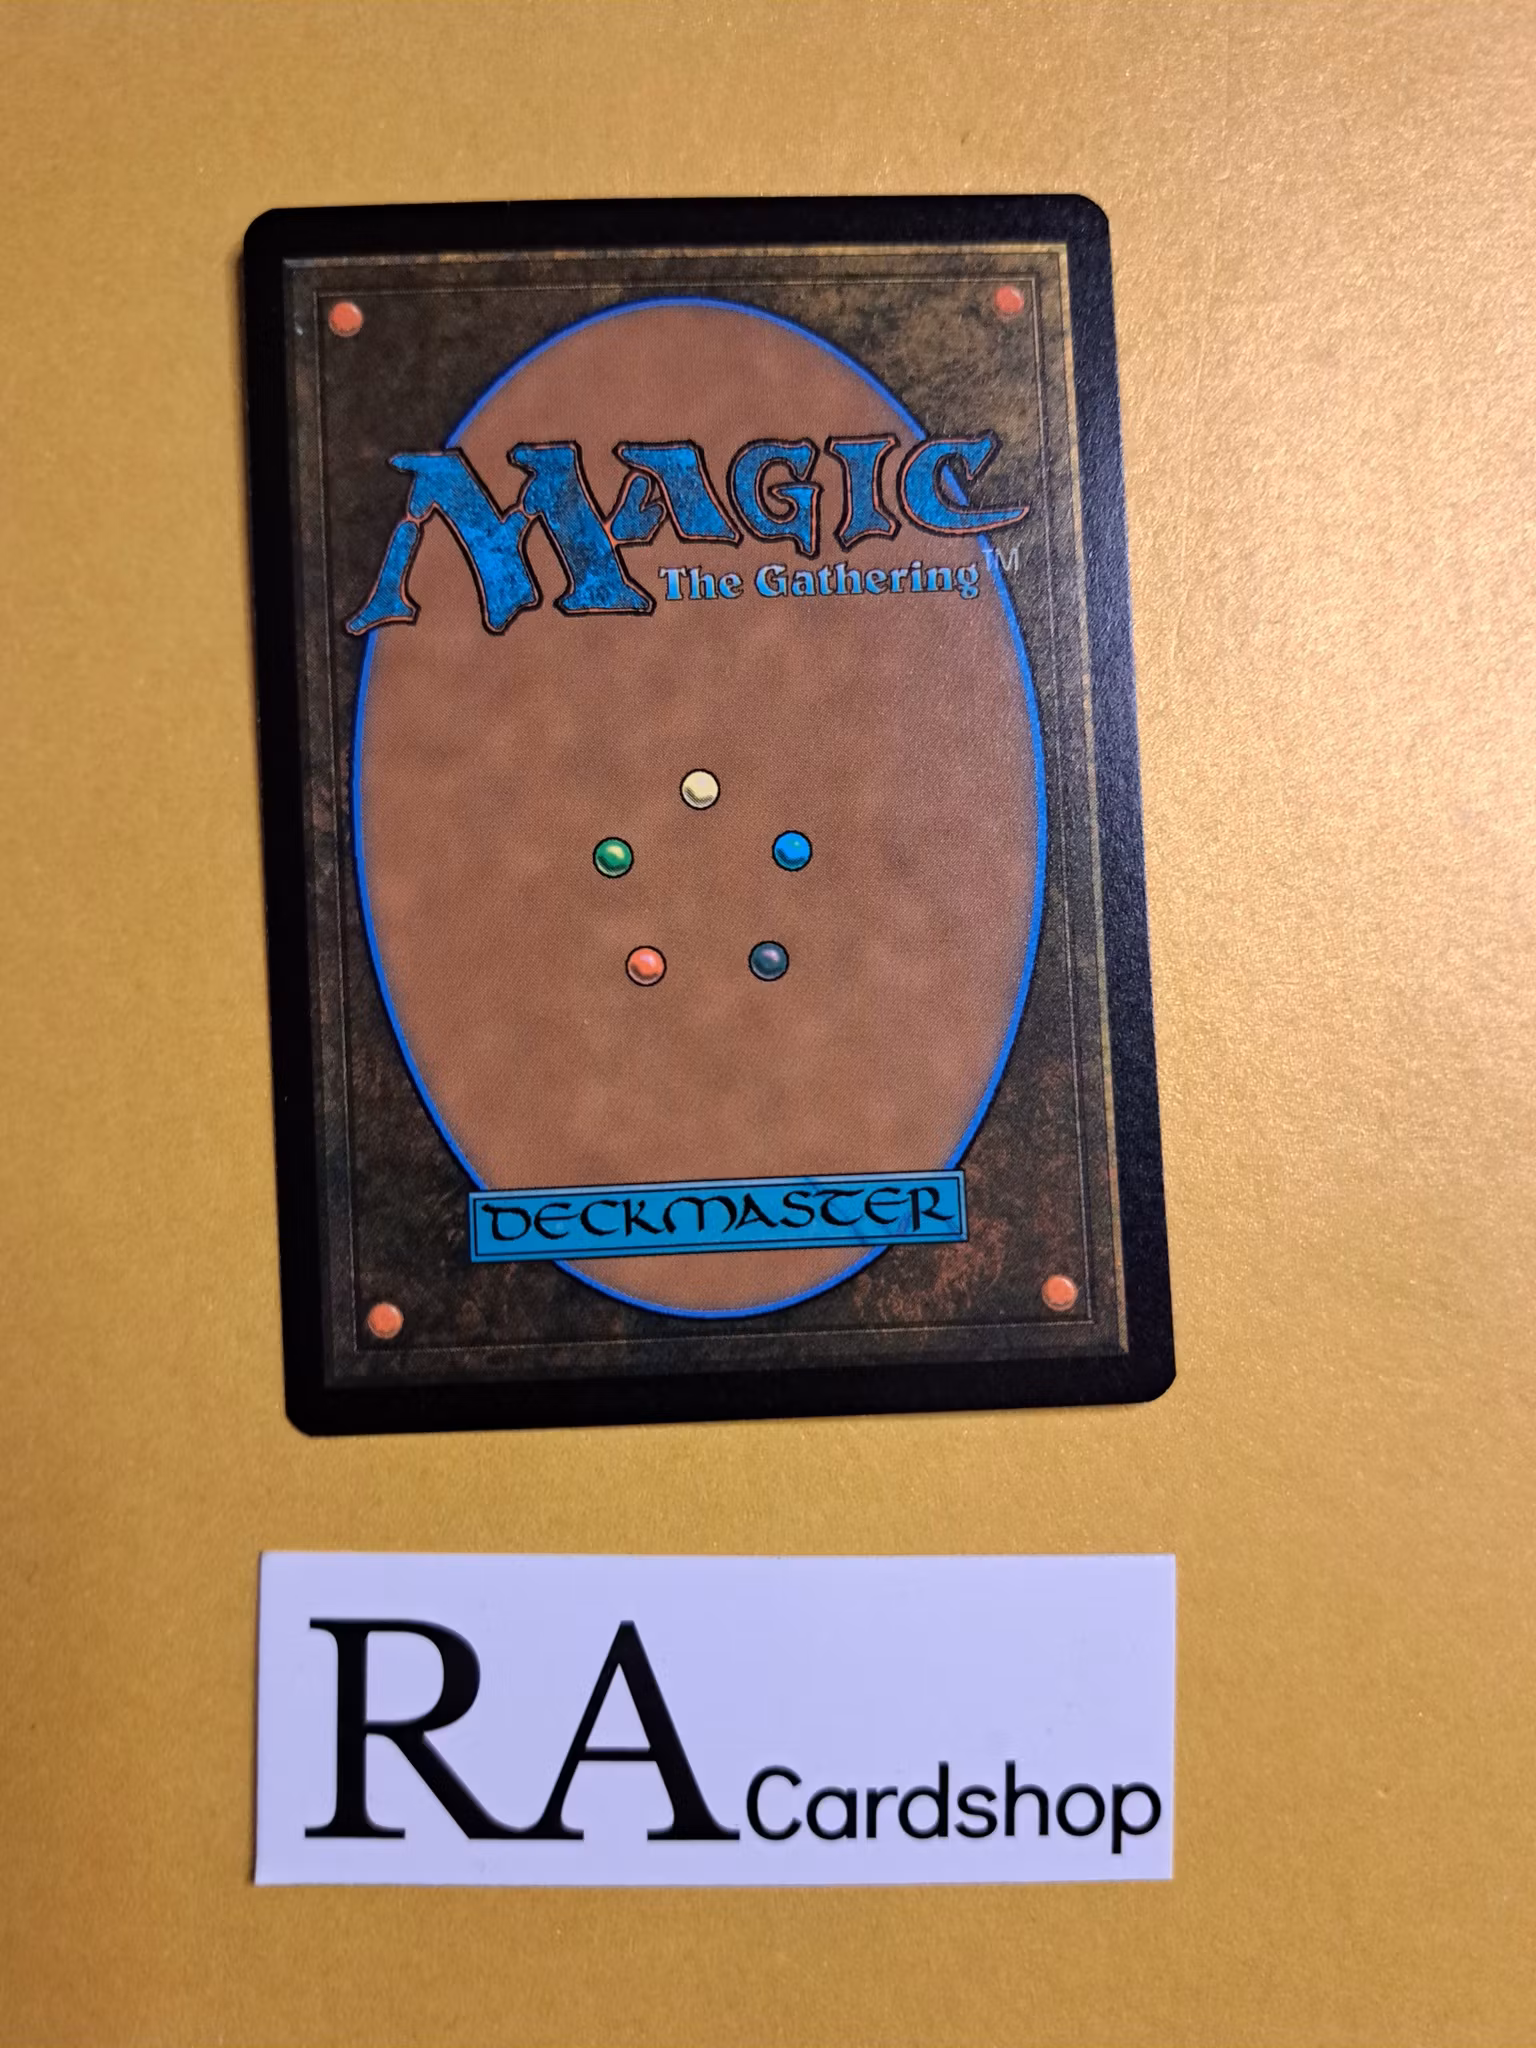 MAGIC
The Gathering™
DECKMASTER
RA Cardshop